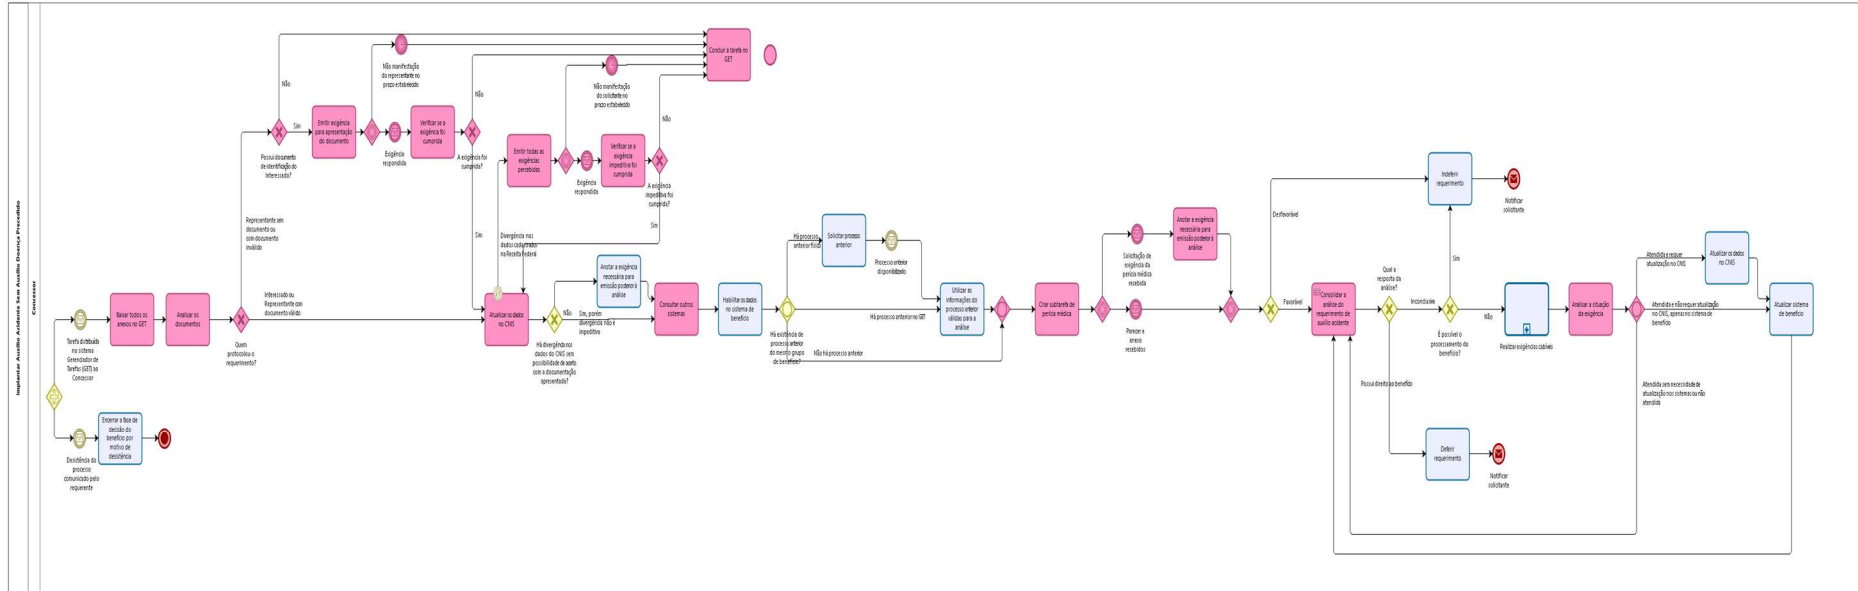 Implantar Auxílio Acidente Sem Auxílio Doença Precedido
Concessor
Tarefa distribuída
no sistema
Gerenciador de
Tarefas (GET) ao
Concessor
Desistência do
processo
comunicado pelo
requerente
Encerrar a fase de
decisão do
benefício por
motivo de
desistência
Baixar todos os
anexos no GET
Analisar os
documentos
Quem
protocolou o
requerimento?
Representante sem
documento ou
com documento
inválido
Interessado ou
Representante com
documento válido
Possui documento
de identificação do
Interessado?
Não
Sim
Emitir exigência
para apresentação
do documento
Não manifestação
do representante no
prazo estabelecido
Exigência
respondida
Verificar se a
exigência foi
cumprida
A exigência foi
cumprida?
Não
Sim
Concluir a tarefa no
GET
Emitir todas as
exigências
percebidas
Não manifestação
do solicitante no
prazo estabelecido
Exigência
respondida
Verificar se a
exigência
impeditiva foi
cumprida
A exigência
impeditiva foi
cumprida?
Não
Sim
Divergência nos
dados cadastrados
na Receita Federal
Atualizar os dados
no CNIS
Há divergência nos
dados do CNIS sem
possibilidade de acerto
com a documentação
apresentada?
Não
Sim, porém
divergência não é
impeditiva
Anotar a exigência
necessária para
emissão posterior à
análise
Consultar outros
sistemas
Habilitar os dados
no sistema de
benefício
Há existência de
processo anterior
do mesmo grupo
de benefício?
Há processo
anterior físico
Solicitar processo
anterior
Processo anterior
disponibilizado
Há processo anterior no GET
Não há processo anterior
Utilizar as
informações do
processo anterior
válidas para a
análise
Criar subtarefa de
perícia médica
Solicitação de
exigência da
perícia médica
recebida
Anotar a exigência
necessária para
emissão posterior à
análise
Parecer e
anexo
recebidos
Desfavorável
Favorável
Consolidar a
análise do
requerimento de
auxílio acidente
Qual a
resposta da
análise?
Inconclusiva
Possui direito ao benefício
Indeferir
requerimento
Notificar
solicitante
Sim
É possível o
processamento do
benefício?
Não
Realizar exigências cabíveis
Deferir
requerimento
Notificar
solicitante
Analisar a situação
da exigência
Atendida e requer
atualização no CNIS
Atualizar os dados
no CNIS
Atendida e não requer atualização
no CNIS, apenas no sistema de
benefício
Atualizar sistema
de benefício
Atendida sem necessidade de
atualização nos sistemas ou não
atendida